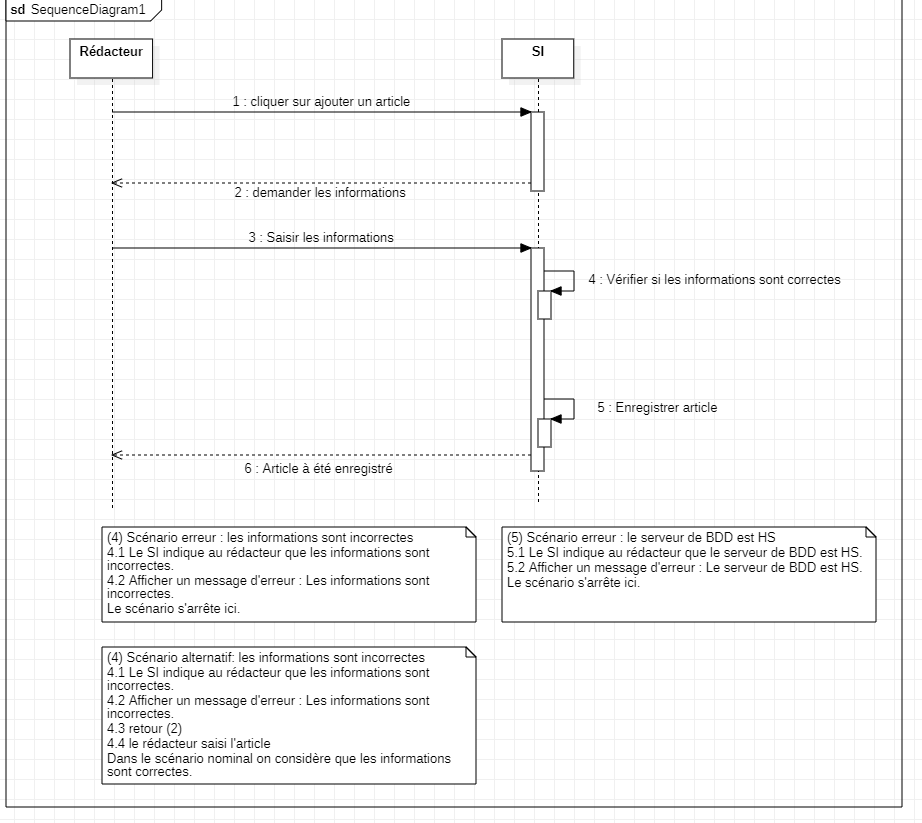 sd SequenceDiagram1
Rédacteur
SI
1 : cliquer sur ajouter un article
2 : demander les informations
3 : Saisir les informations
4 : Vérifier si les informations sont correctes
5 : Enregistrer article
6 : Article à été enregistré
(4) Scénario erreur : les informations sont incorrectes
4.1 Le SI indique au rédacteur que les informations sont
incorrectes.
4.2 Afficher un message d'erreur : Les informations sont
incorrectes.
Le scénario s'arrête ici.
(5) Scénario erreur : le serveur de BDD est HS
5.1 Le SI indique au rédacteur que le serveur de BDD est HS.
5.2 Afficher un message d'erreur : Le serveur de BDD est HS.
Le scénario s'arrête ici.
(4) Scénario alternatif: les informations sont incorrectes
4.1 Le SI indique au rédacteur que les informations sont
incorrectes.
4.2 Afficher un message d'erreur : Les informations sont
incorrectes.
4.3 retour (2)
4.4 le rédacteur saisi l'article
Dans le scénario nominal on considère que les informations
sont correctes.